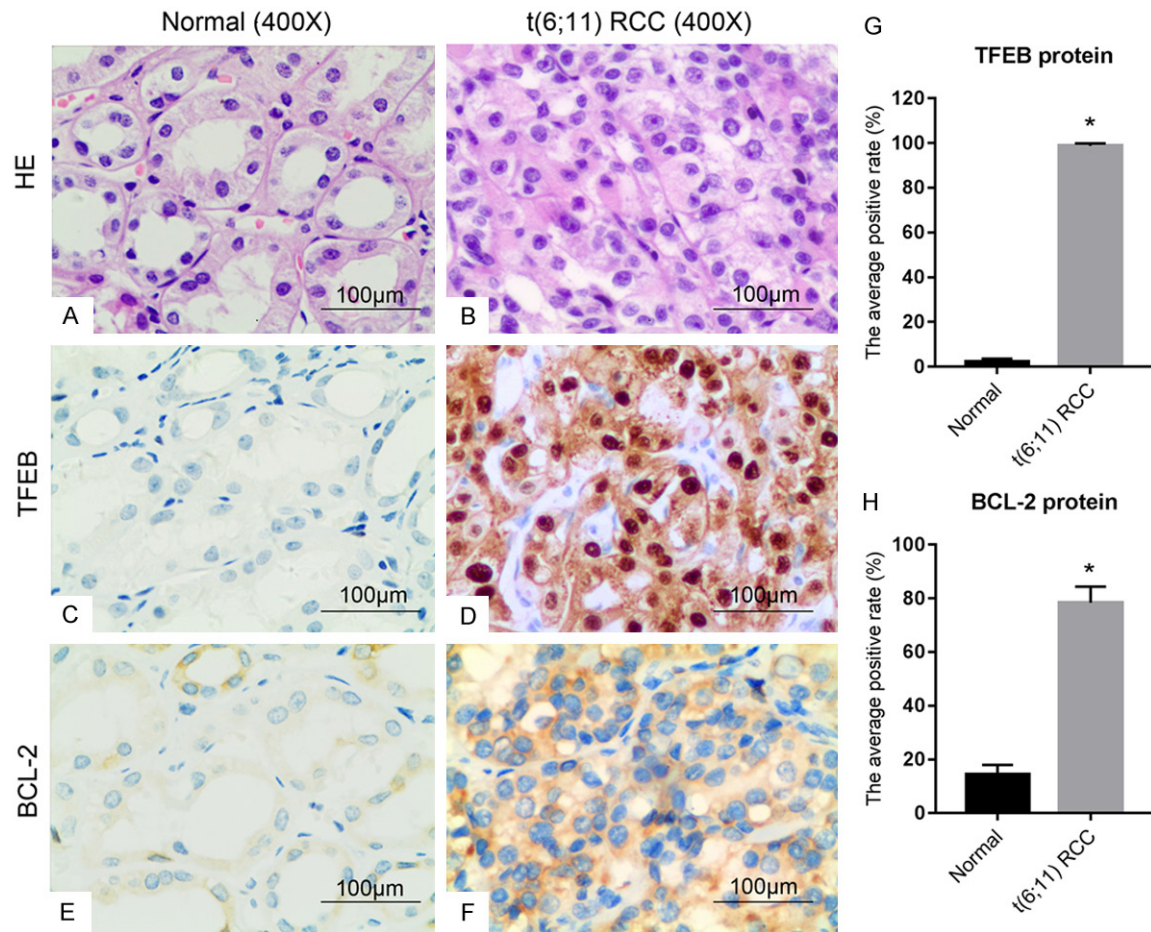 Normal (400X)
t(6;11) RCC (400X)
HE
100μm
A
100μm
B
TFEB
100μm
C
100μm
D
BCL-2
100μm
E
100μm
F
G
TFEB protein
The average positive rate (%)
120
100
80
60
40
20
0
*
Normal
t(6;11) RCC
H
BCL-2 protein
The average positive rate (%)
100
80
60
40
20
0
*
Normal
t(6;11) RCC